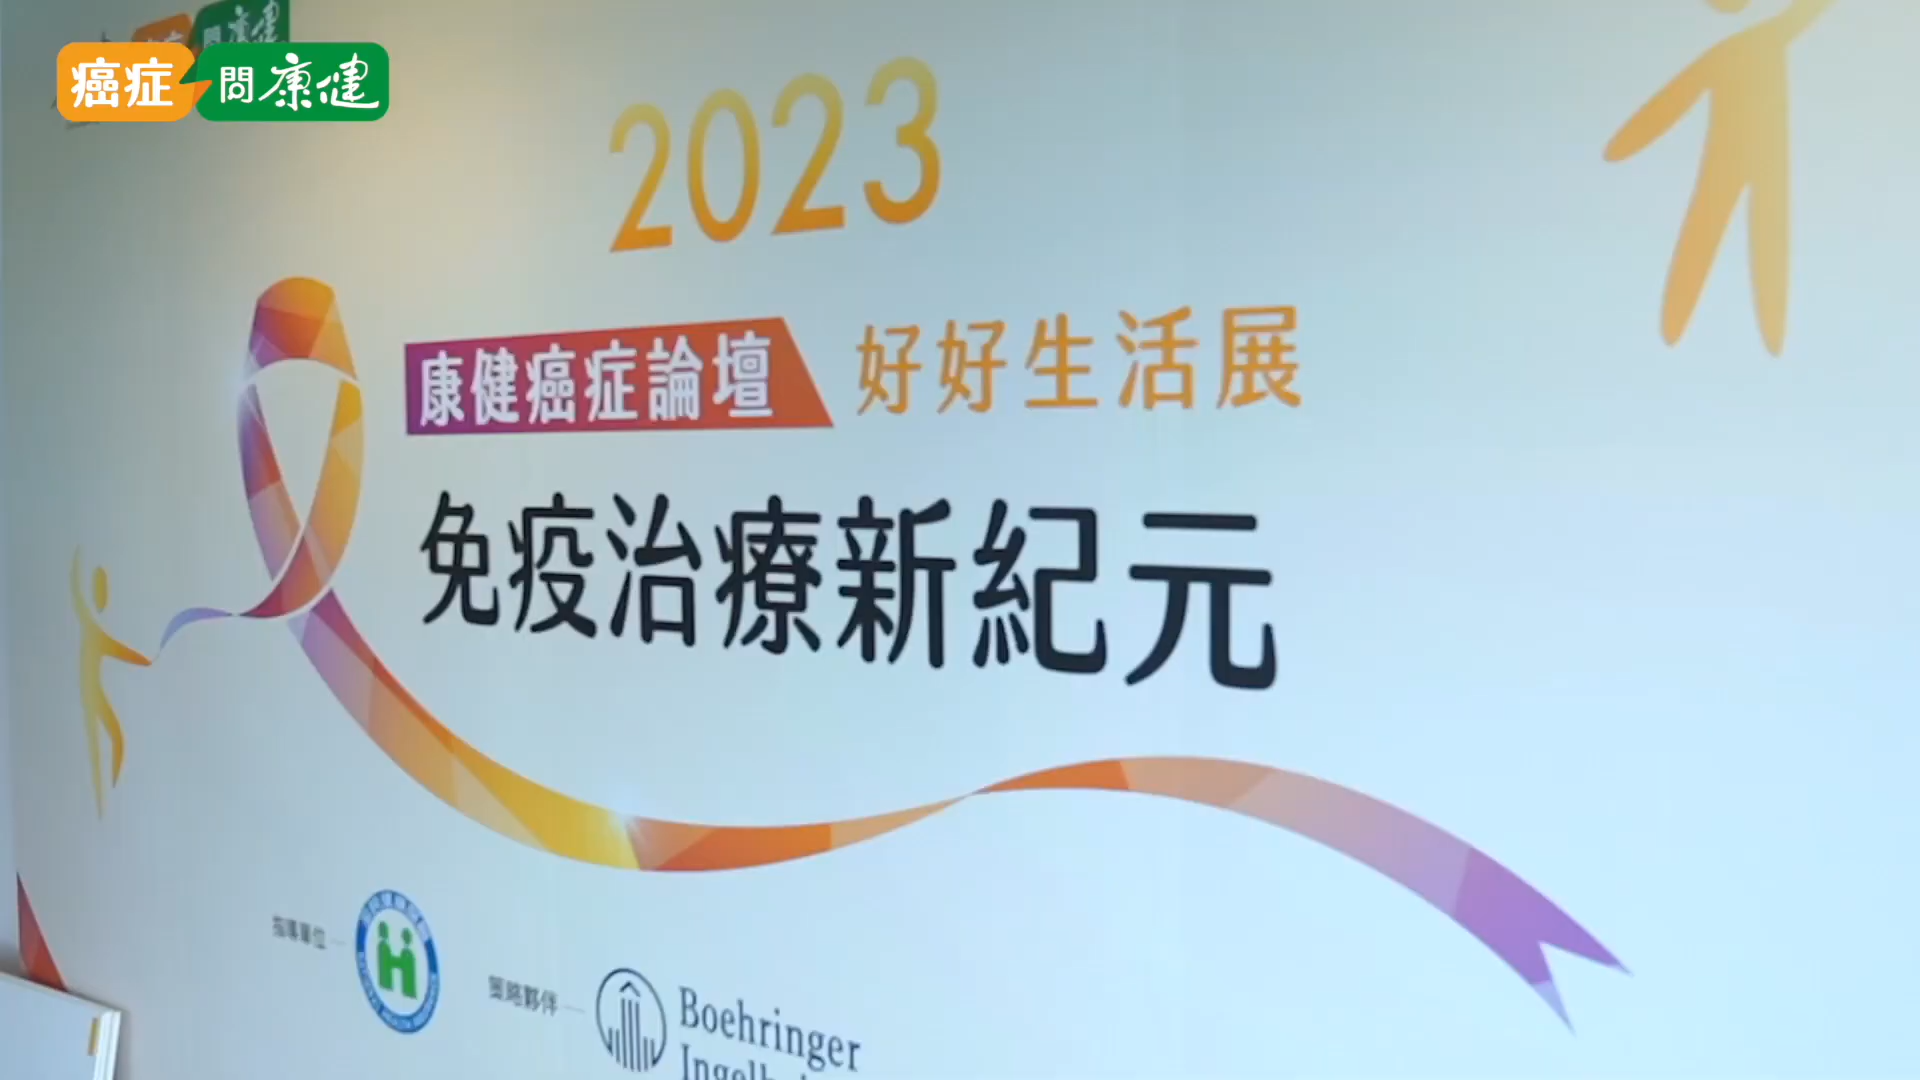 癌症問康健
2023
康健癌症論壇 好好生活展
免疫治療新紀元
指導單位
策略夥伴
Boehringer